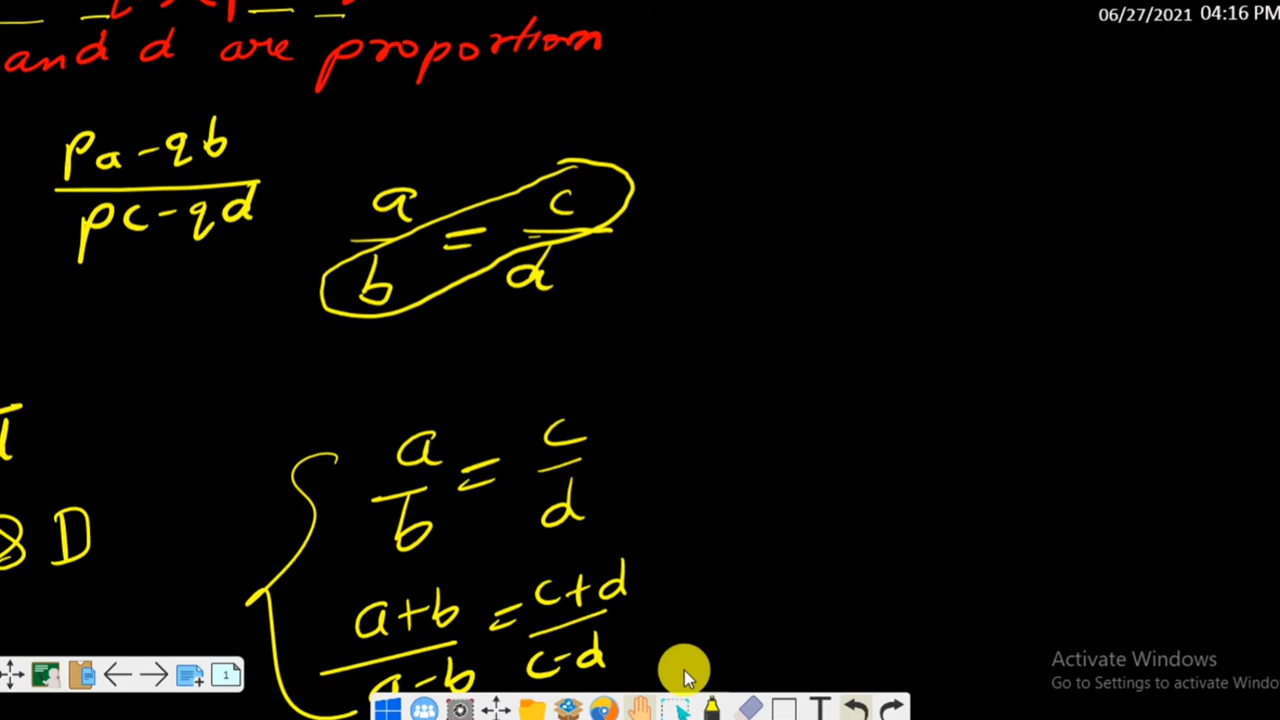 06/27/2021 04:16 PM
and d are proportion
pa-qb
pc-qd
a/b = c/d
a/b = c/d
& D
a+b/a-b = c+d/c-d
1
T
Activate Windows
Go to Settings to activate Windo